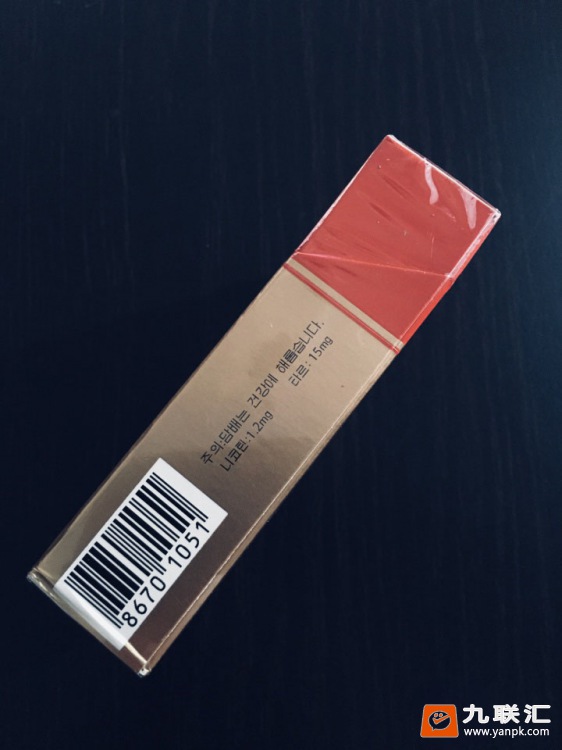 주의:담배는 건강에 해롭습니다.
니코틴:1.2mg 타르: 15mg
8670 1051
九联汇
www.yanpk.com